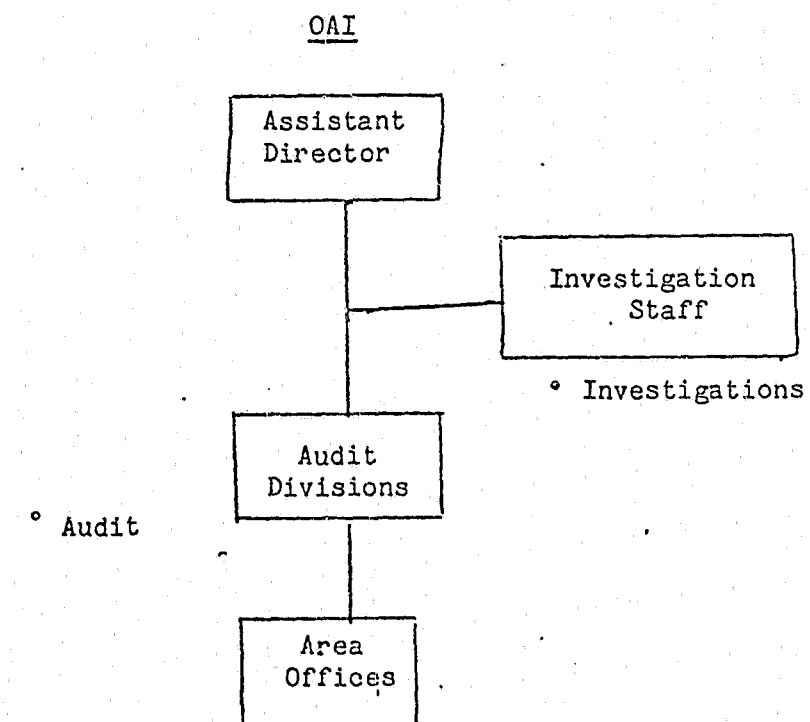 OAI
Assistant
Director
Investigation
Staff
° Investigations
Audit
Divisions
° Audit
Area
Offices